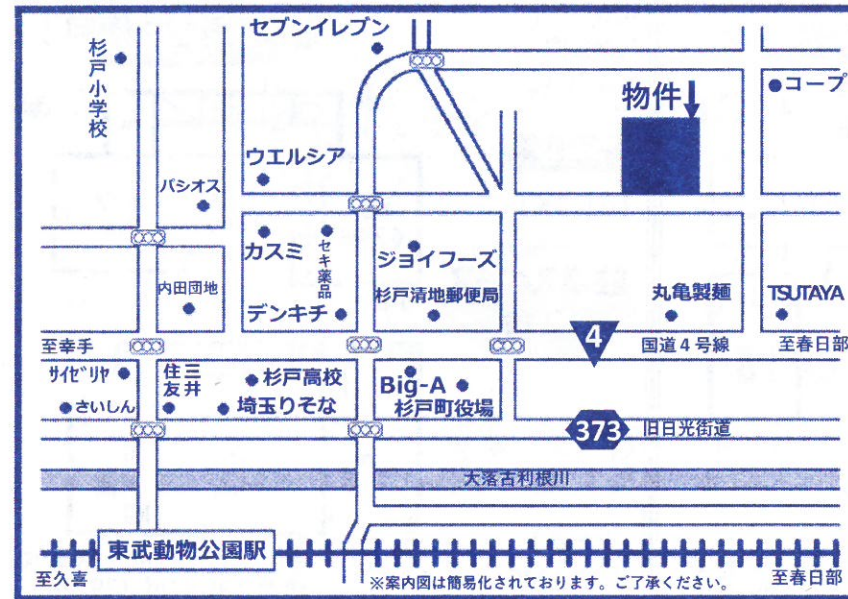 セブンイレブン
杉戸小学校
物件
コープ
ウエルシア
パシオス
カスミ
セキ薬品
ジョイフーズ
内田団地
デンキチ
杉戸清地郵便局
丸亀製麺
TSUTAYA
至幸手
4
国道4号線
至春日部
サイゼリヤ
三井
住友
杉戸高校
Big-A
さいしん
埼玉りそな
杉戸町役場
373
旧日光街道
大落古利根川
東武動物公園駅
至久喜
※案内図は簡易化されております。ご了承ください。
至春日部